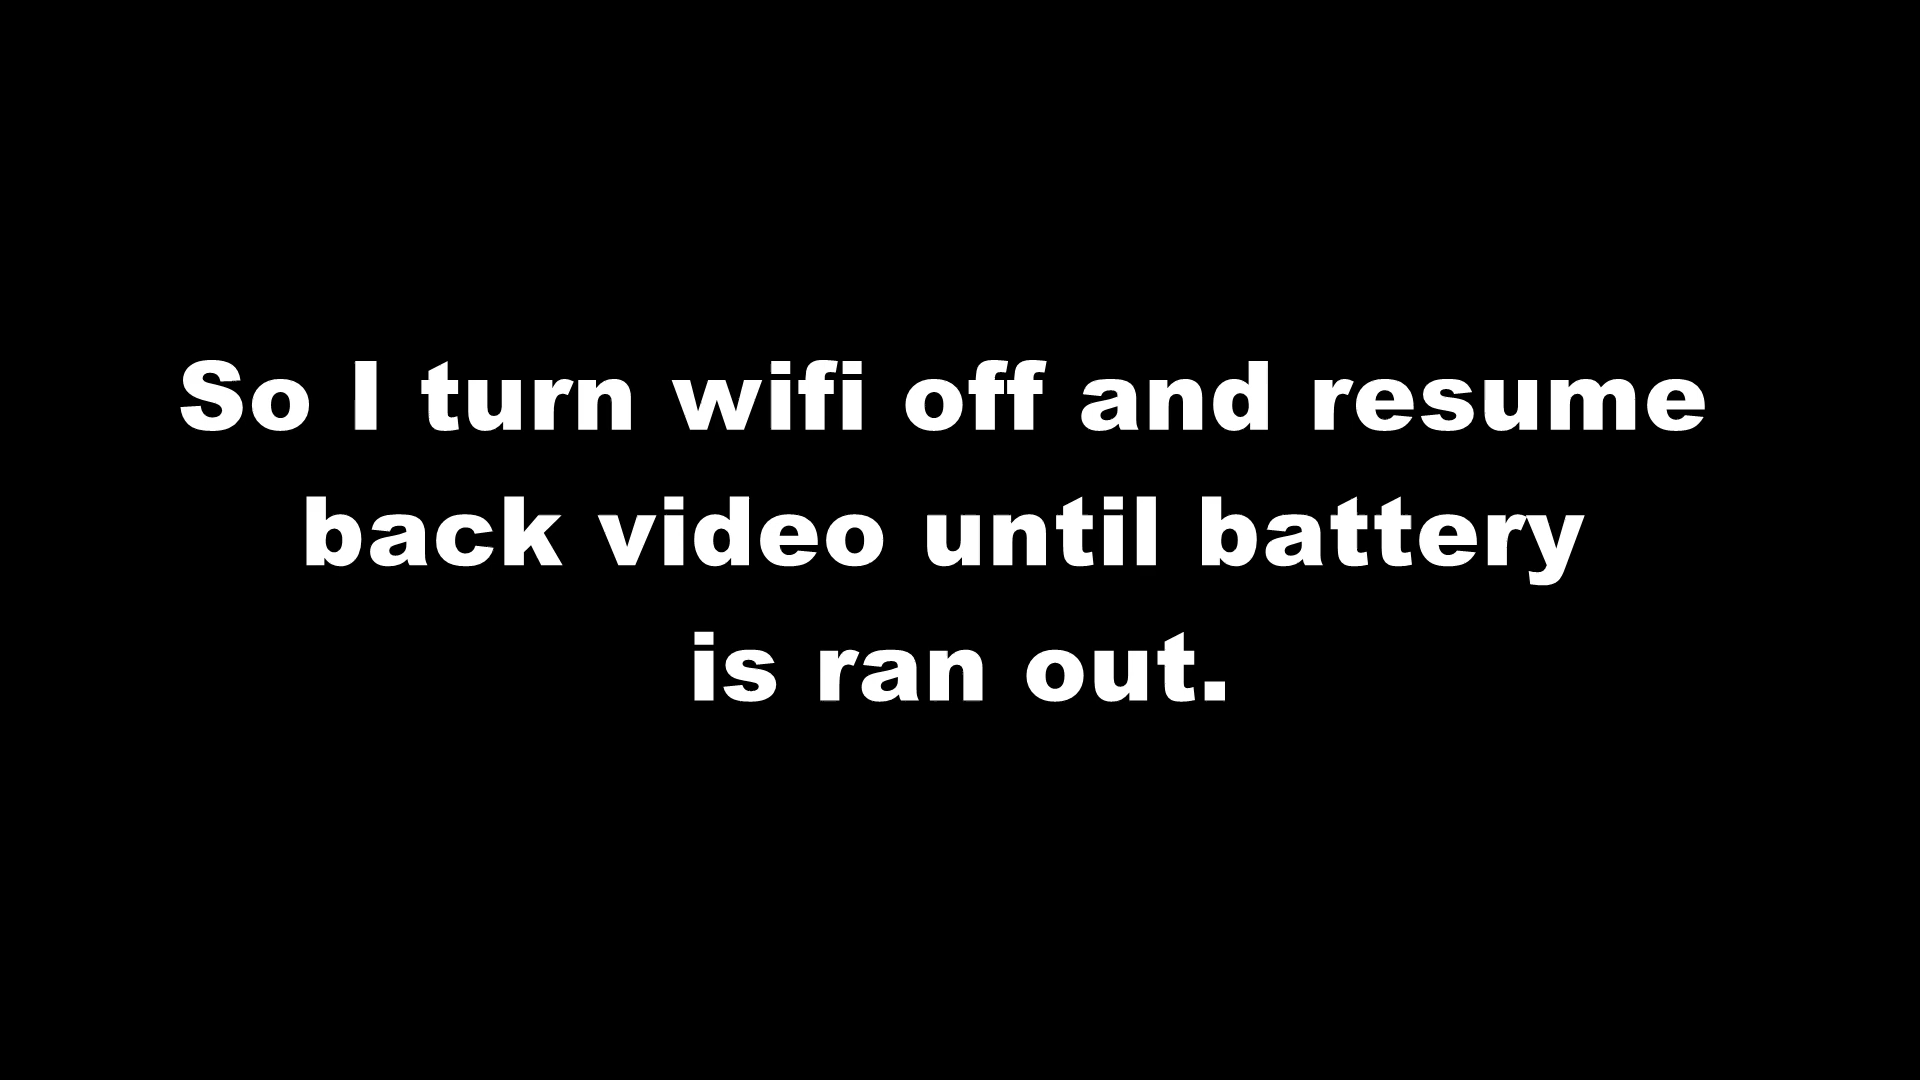 So I turn wifi off and resume
back video until battery
is ran out.